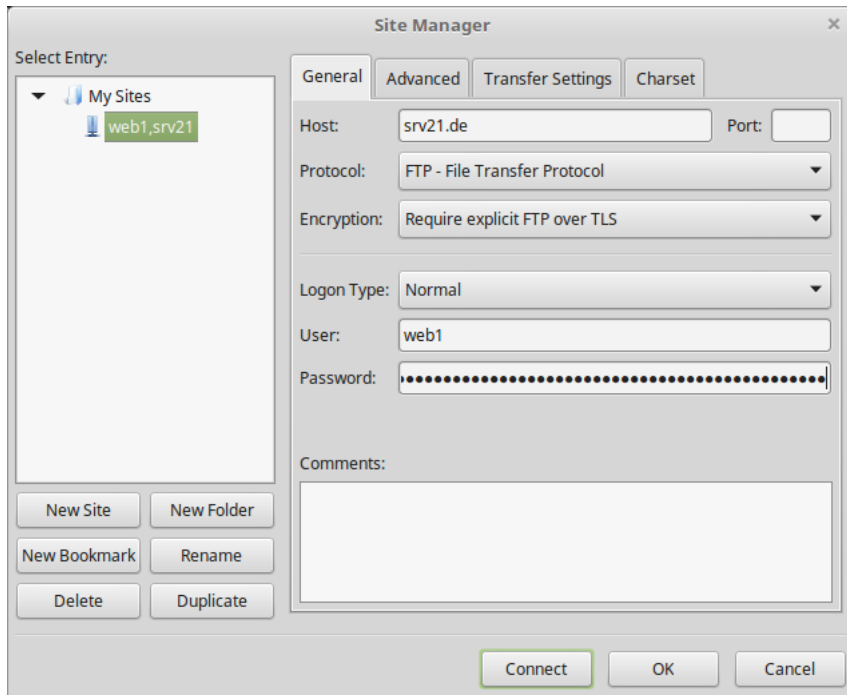 Site Manager
Select Entry:
My Sites
web1,srv21
New Site
New Folder
New Bookmark
Rename
Delete
Duplicate
General
Advanced
Transfer Settings
Charset
Host:
srv21.de
Port:
Protocol:
FTP - File Transfer Protocol
Encryption:
Require explicit FTP over TLS
Logon Type:
Normal
User:
web1
Password:
Comments:
Connect
OK
Cancel